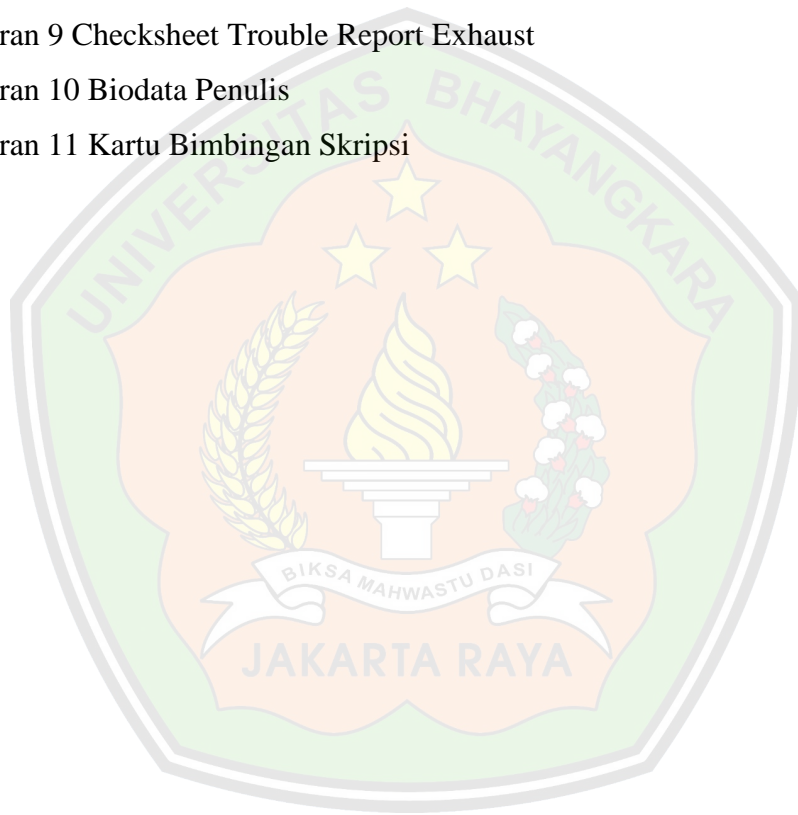 ran 9 Checksheet Trouble Report Exhaust
ran 10 Biodata Penulis
ran 11 Kartu Bimbingan Skripsi
UNIVERSITAS BHAYANGKARA
BIKSA MAHWASTU DASI
JAKARTA RAYA